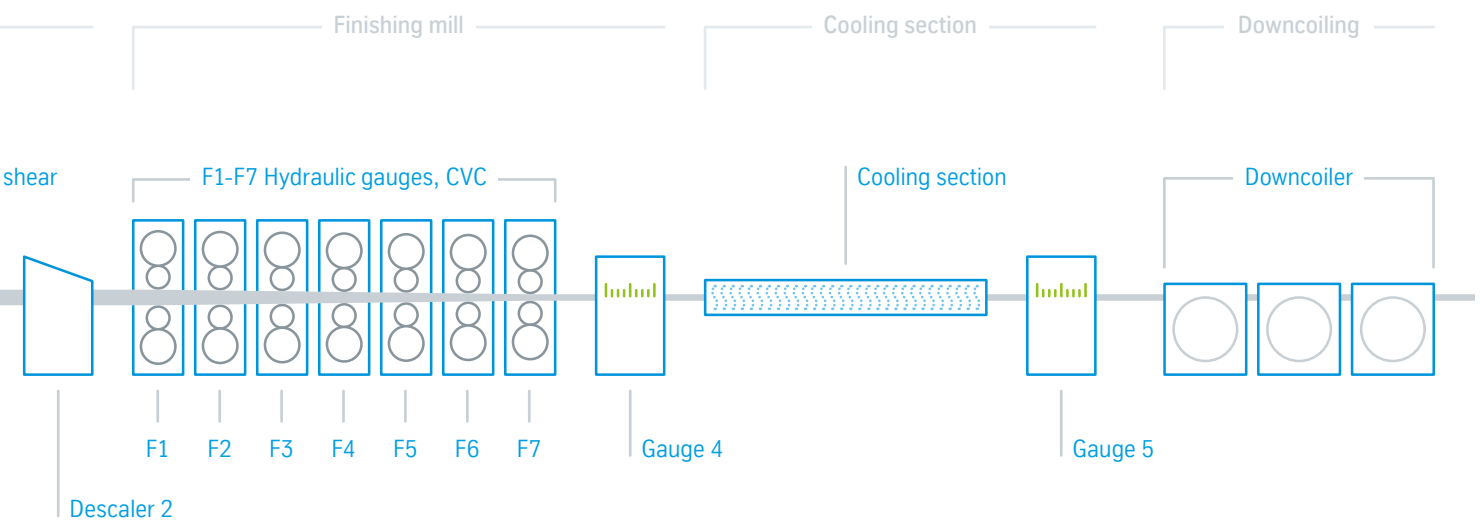 Finishing mill
Cooling section
Downcoiling
shear
F1-F7 Hydraulic gauges, CVC
Cooling section
Downcoiler
F1
F2
F3
F4
F5
F6
F7
Gauge 4
Gauge 5
Descaler 2